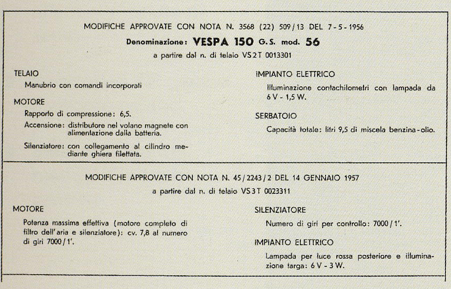 MODIFICHE APPROVATE CON NOTA N. 3568 (22) 509/13 DEL 7-5-1956
Denominazione: VESPA 150 G.S. mod. 56
a partire dal n. di telaio VS2T 0013301
TELAIO
Manubrio con comandi incorporati
MOTORE
Rapporto di compressione: 6,5.
Accensione: distributore nel volano magnete con
alimentazione dalla batteria.
Silenziatore: con collegamento al cilindro me-
diante ghiera filettata.
IMPIANTO ELETTRICO
Illuminazione contachilometri con lampada da
6 V - 1,5 W.
SERBATOIO
Capacità totale: litri 9,5 di miscela benzina-olio.
MODIFICHE APPROVATE CON NOTA N. 45/2243/2 DEL 14 GENNAIO 1957
a partire dal n. di telaio VS3T 0023311
MOTORE
Potenza massima effettiva (motore completo di
filtro dell'aria e silenziatore): cv. 7,8 al numero
di giri 7000/1'.
SILENZIATORE
Numero di giri per controllo: 7000/1'.
IMPIANTO ELETTRICO
Lampada per luce rossa posteriore e illumina-
zione targa: 6 V - 3 W.